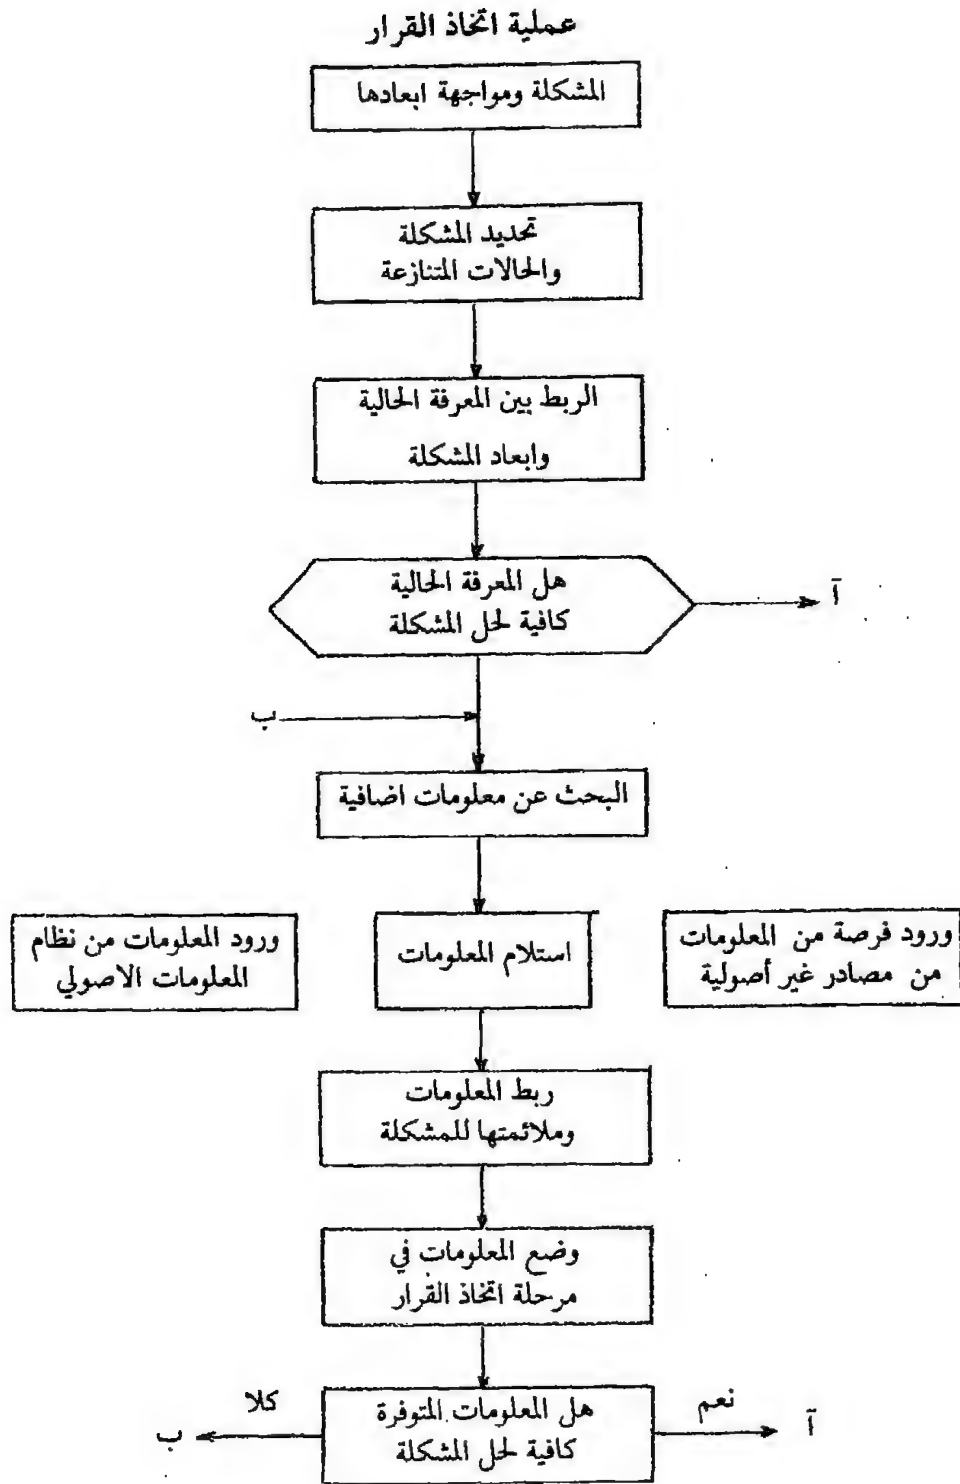 عملية اتخاذ القرار
المشكلة ومواجهة ابعادها
تحديد المشكلة
والحالات المتنازعة
الربط بين المعرفة الحالية
وابعاد المشكلة
هل المعرفة الحالية
كافية لحل المشكلة
آ
ب
البحث عن معلومات اضافية
ورود فرصة من المعلومات
من مصادر غير أصولية
استلام المعلومات
ورود المعلومات من نظام
المعلومات الاصولي
ربط المعلومات
وملائمتها للمشكلة
وضع المعلومات في
مرحلة اتخاذ القرار
هل المعلومات المتوفرة
كافية لحل المشكلة
نعم
آ
كلا
ب